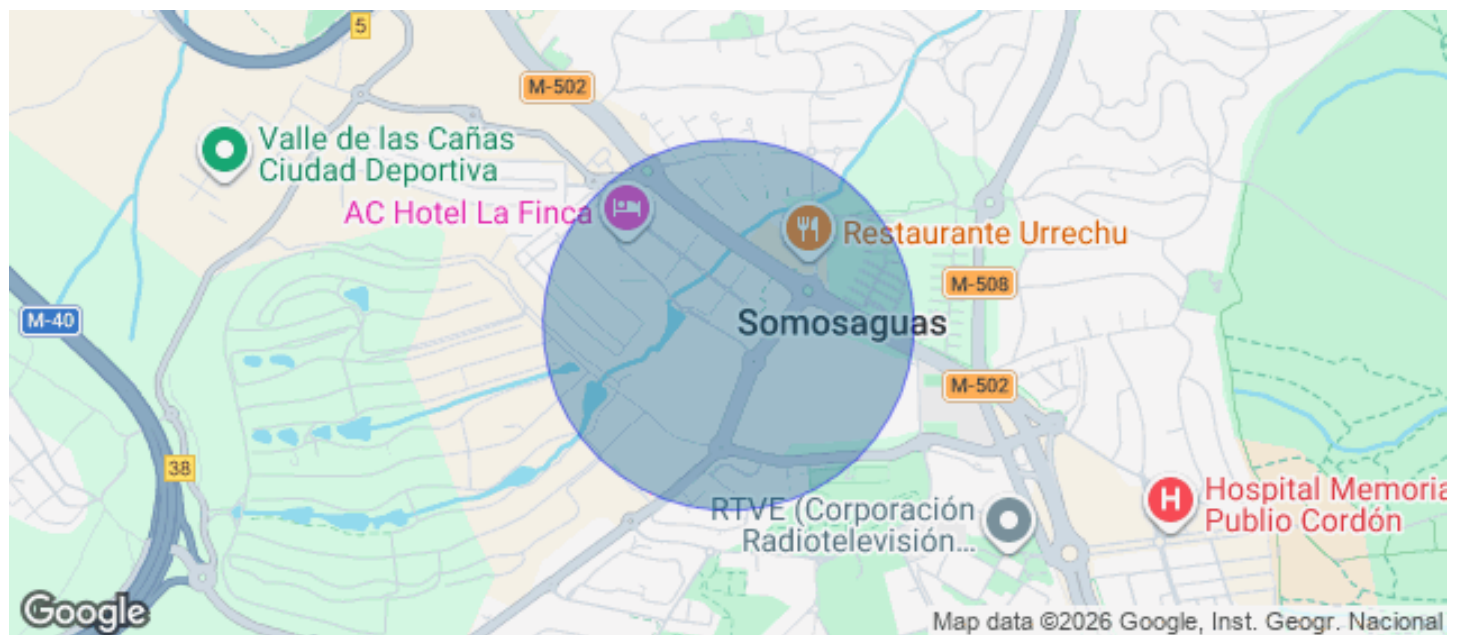 5
M-502
Valle de las Cañas
Ciudad Deportiva
AC Hotel La Finca
Restaurante Urrechu
M-508
M-40
Somosaguas
M-502
38
RTVE (Corporación
Radiotelevisión...
Hospital Memoria
Publio Cordón
Google
Map data ©2026 Google, Inst. Geogr. Nacional